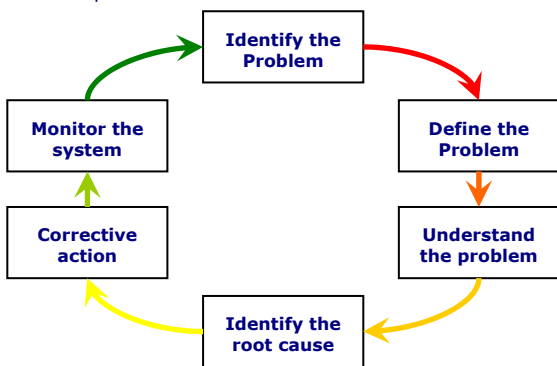 Identify the
Problem
Define the
Problem
Understand
the problem
Identify the
root cause
Corrective
action
Monitor the
system